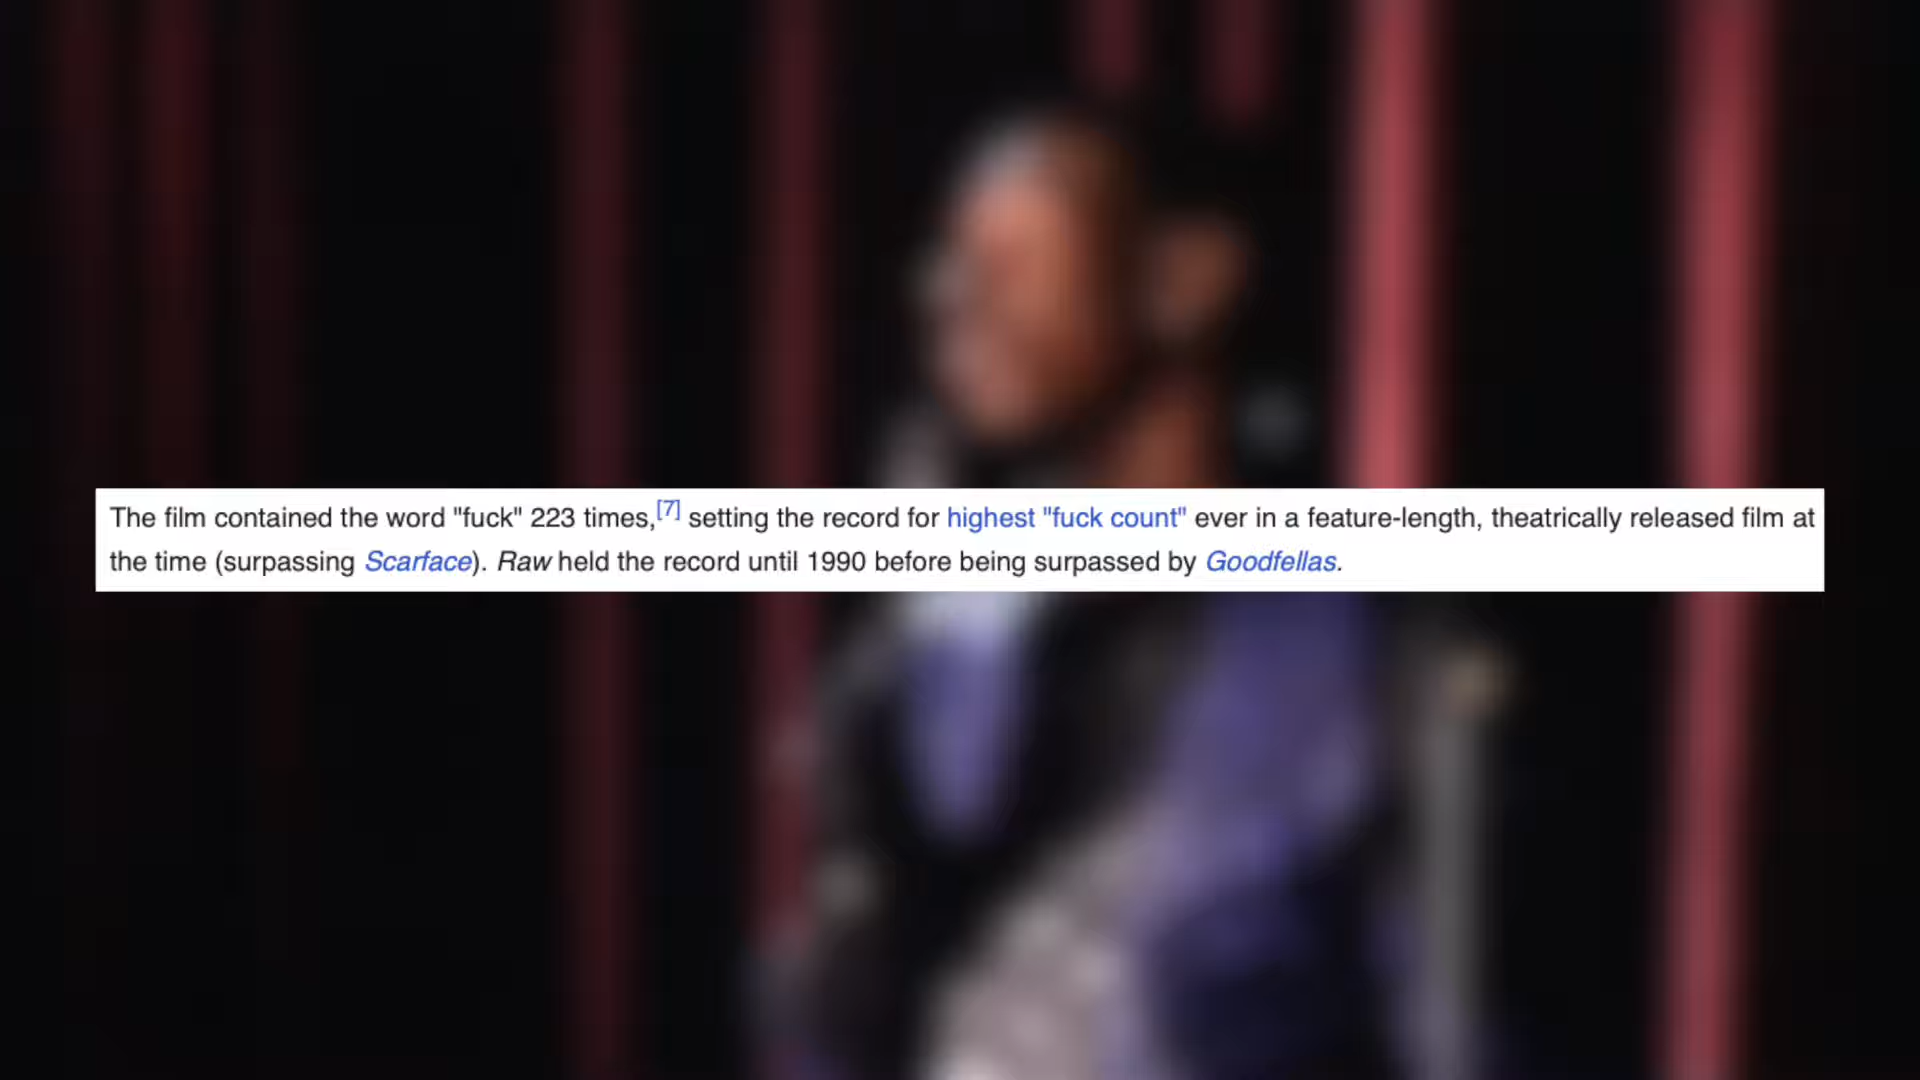 The film contained the word "fuck" 223 times,[7] setting the record for highest "fuck count" ever in a feature-length, theatrically released film at
the time (surpassing Scarface). Raw held the record until 1990 before being surpassed by Goodfellas.